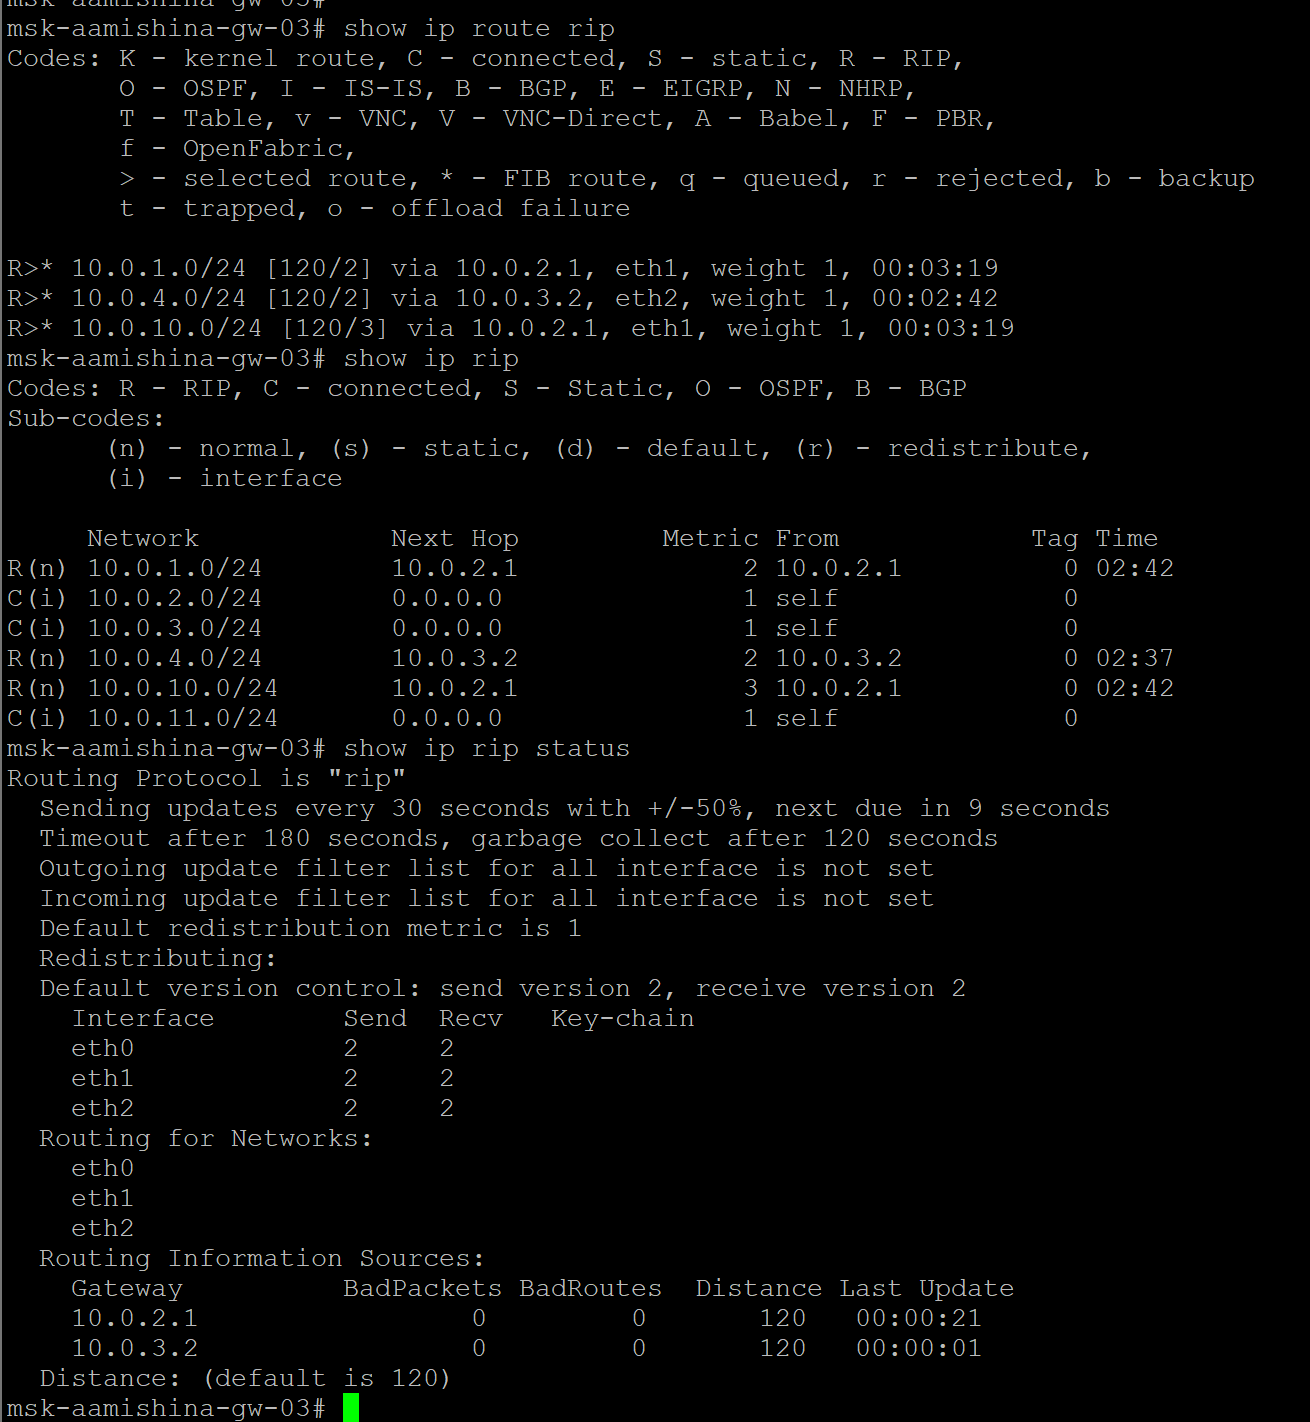 msk-aamishina-gw-03#
msk-aamishina-gw-03# show ip route rip
Codes: K - kernel route, C - connected, S - static, R - RIP,
       O - OSPF, I - IS-IS, B - BGP, E - EIGRP, N - NHRP,
       T - Table, v - VNC, V - VNC-Direct, A - Babel, F - PBR,
       f - OpenFabric,
       > - selected route, * - FIB route, q - queued, r - rejected, b - backup
       t - trapped, o - offload failure

R>* 10.0.1.0/24 [120/2] via 10.0.2.1, eth1, weight 1, 00:03:19
R>* 10.0.4.0/24 [120/2] via 10.0.3.2, eth2, weight 1, 00:02:42
R>* 10.0.10.0/24 [120/3] via 10.0.2.1, eth1, weight 1, 00:03:19
msk-aamishina-gw-03# show ip rip
Codes: R - RIP, C - connected, S - Static, O - OSPF, B - BGP
Sub-codes:
      (n) - normal, (s) - static, (d) - default, (r) - redistribute,
      (i) - interface

     Network            Next Hop         Metric From                Tag Time
R(n) 10.0.1.0/24        10.0.2.1              2 10.0.2.1          0 02:42
C(i) 10.0.2.0/24        0.0.0.0               1 self              0
C(i) 10.0.3.0/24        0.0.0.0               1 self              0
R(n) 10.0.4.0/24        10.0.3.2              2 10.0.3.2          0 02:37
R(n) 10.0.10.0/24       10.0.2.1              3 10.0.2.1          0 02:42
C(i) 10.0.11.0/24       0.0.0.0               1 self              0
msk-aamishina-gw-03# show ip rip status
Routing Protocol is "rip"
  Sending updates every 30 seconds with +/-50%, next due in 9 seconds
  Timeout after 180 seconds, garbage collect after 120 seconds
  Outgoing update filter list for all interface is not set
  Incoming update filter list for all interface is not set
  Default redistribution metric is 1
  Redistributing:
  Default version control: send version 2, receive version 2
    Interface        Send  Recv   Key-chain
    eth0             2     2
    eth1             2     2
    eth2             2     2
  Routing for Networks:
    eth0
    eth1
    eth2
  Routing Information Sources:
    Gateway          BadPackets BadRoutes  Distance Last Update
    10.0.2.1                 0         0       120   00:00:21
    10.0.3.2                 0         0       120   00:00:01
  Distance: (default is 120)
msk-aamishina-gw-03#